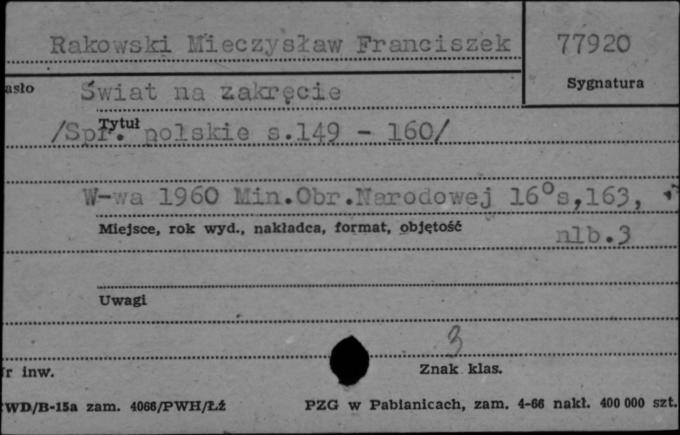 Rakowski Mieczysław Franciszek 77920
asło Sygnatura
Świat na zakręcie
Tytuł
/Spr. polskie s.149 - 160/
W-wa 1960 Min.Obr.Narodowej 16°s,163,
Miejsce, rok wyd., nakładca, format, objętość
nlb.3
Uwagi
3
r inw. Znak klas.
WD/B-15a zam. 4066/PWH/Łż PZG w Pabianicach, zam. 4-66 nakł. 400 000 szt.